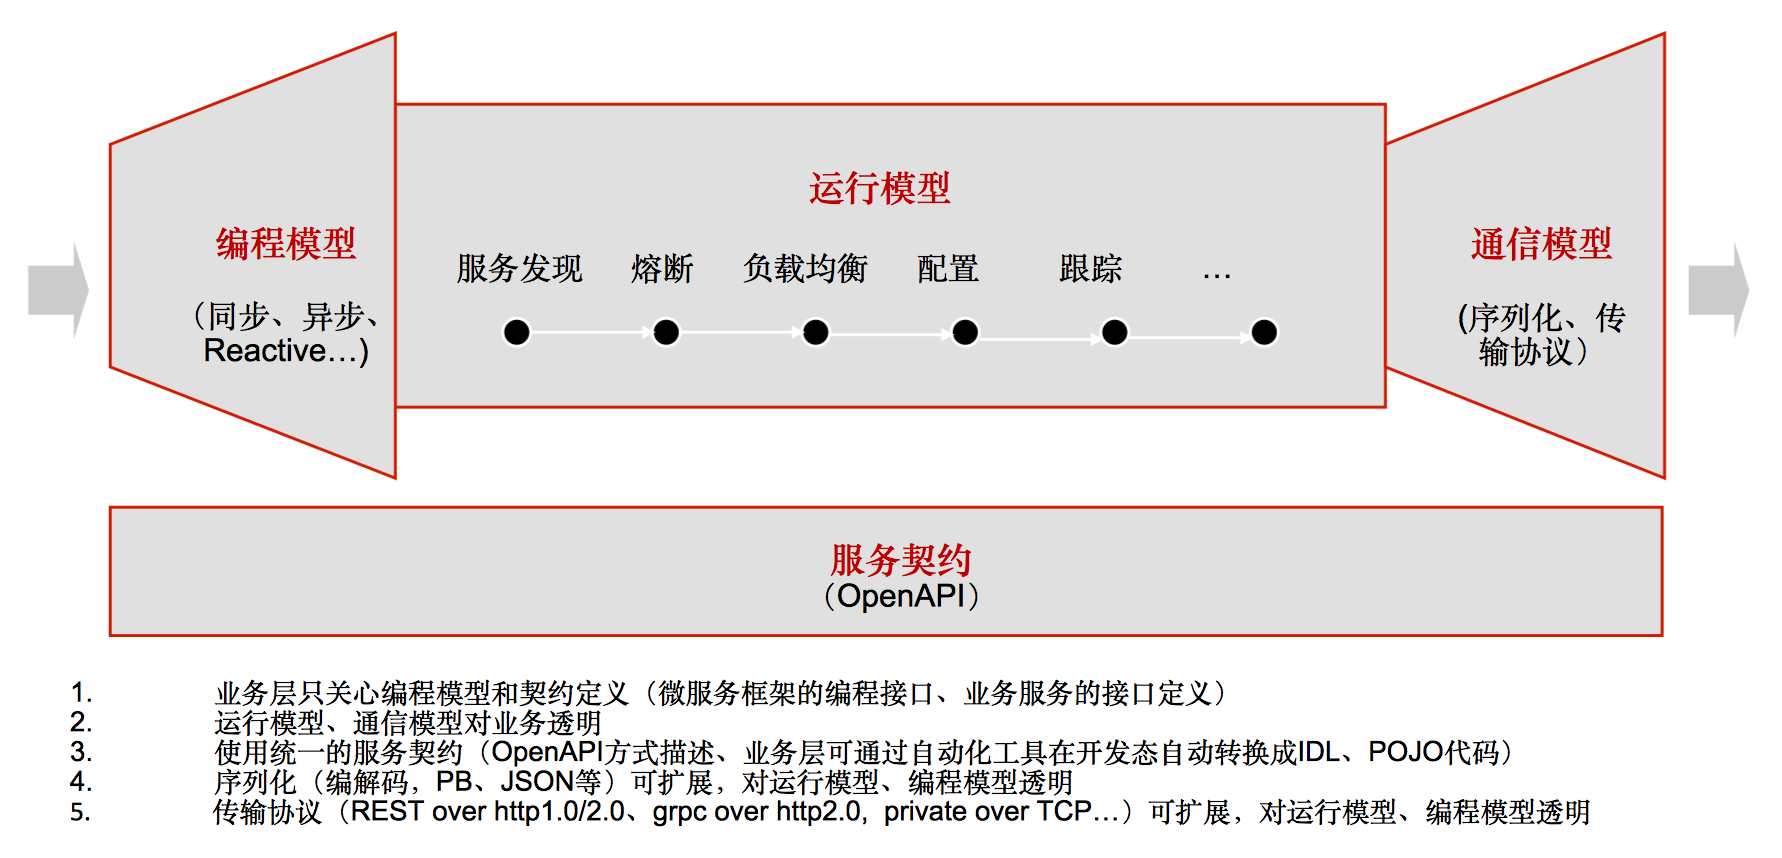 运行模型
编程模型
通信模型
服务发现 熔断 负载均衡 配置 跟踪 …
（同步、异步、
Reactive…)
(序列化、传
输协议）
服务契约
（OpenAPI）
1. 业务层只关心编程模型和契约定义（微服务框架的编程接口、业务服务的接口定义）
2. 运行模型、通信模型对业务透明
3. 使用统一的服务契约（OpenAPI方式描述、业务层可通过自动化工具在开发态自动转换成IDL、POJO代码）
4. 序列化（编解码，PB、JSON等）可扩展，对运行模型、编程模型透明
5. 传输协议（REST over http1.0/2.0、grpc over http2.0, private over TCP…）可扩展，对运行模型、编程模型透明